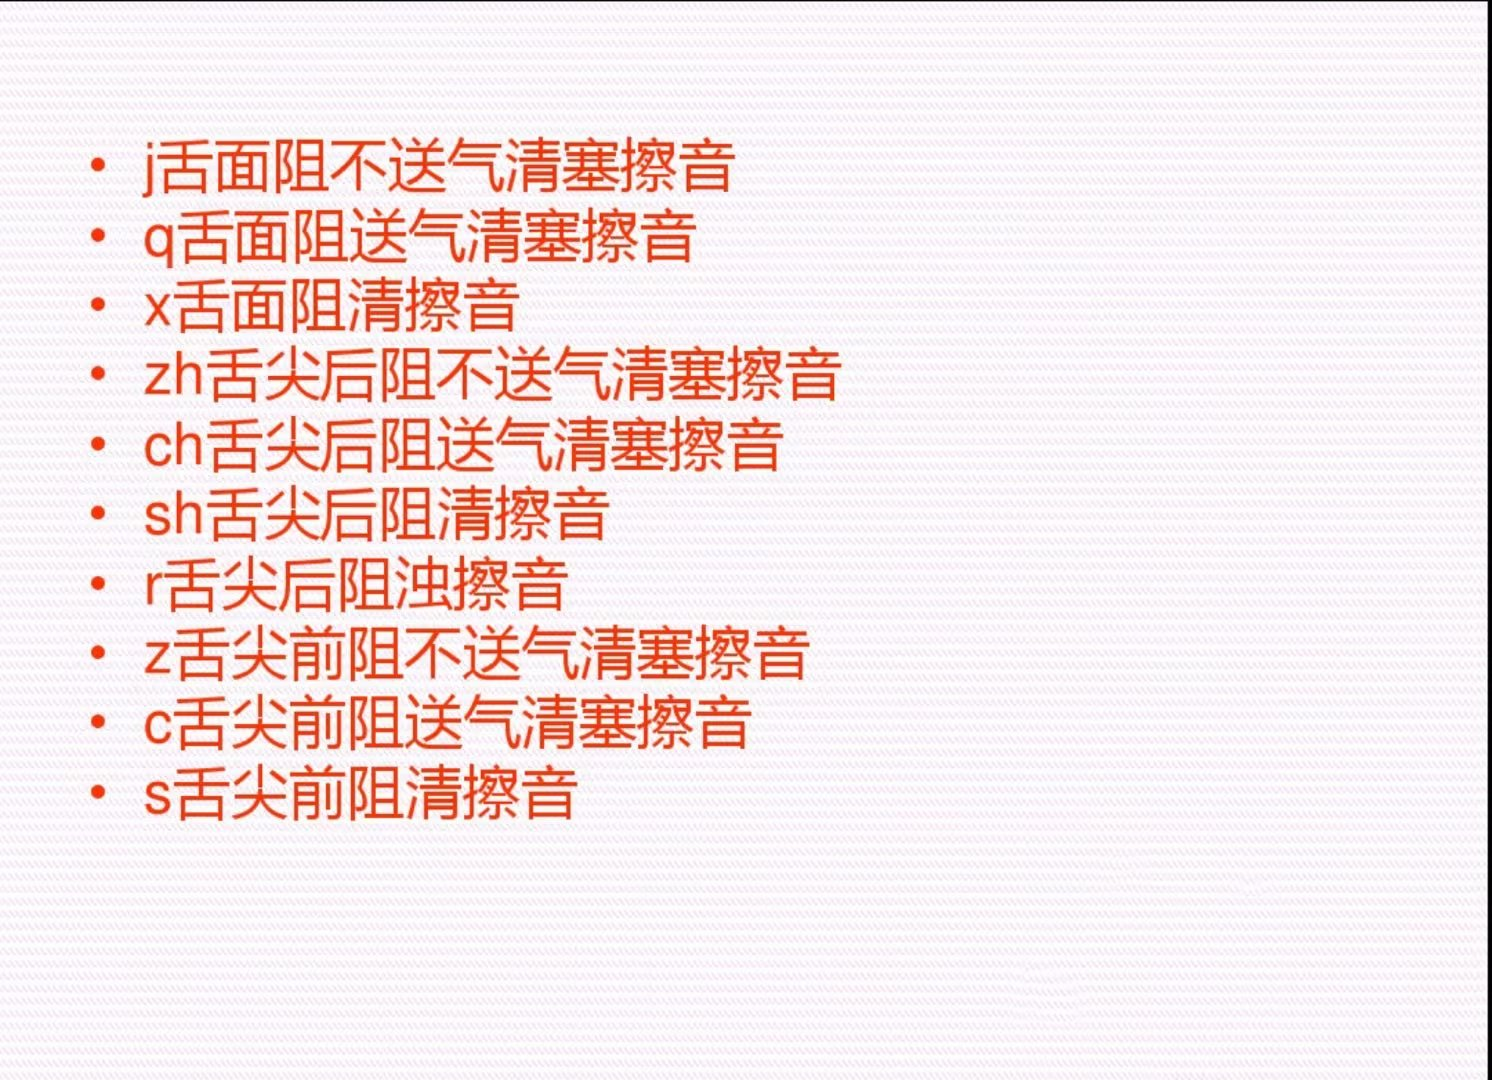 • j舌面阻不送气清塞擦音
• q舌面阻送气清塞擦音
• x舌面阻清擦音
• zh舌尖后阻不送气清塞擦音
• ch舌尖后阻送气清塞擦音
• sh舌尖后阻清擦音
• r舌尖后阻浊擦音
• z舌尖前阻不送气清塞擦音
• c舌尖前阻送气清塞擦音
• s舌尖前阻清擦音